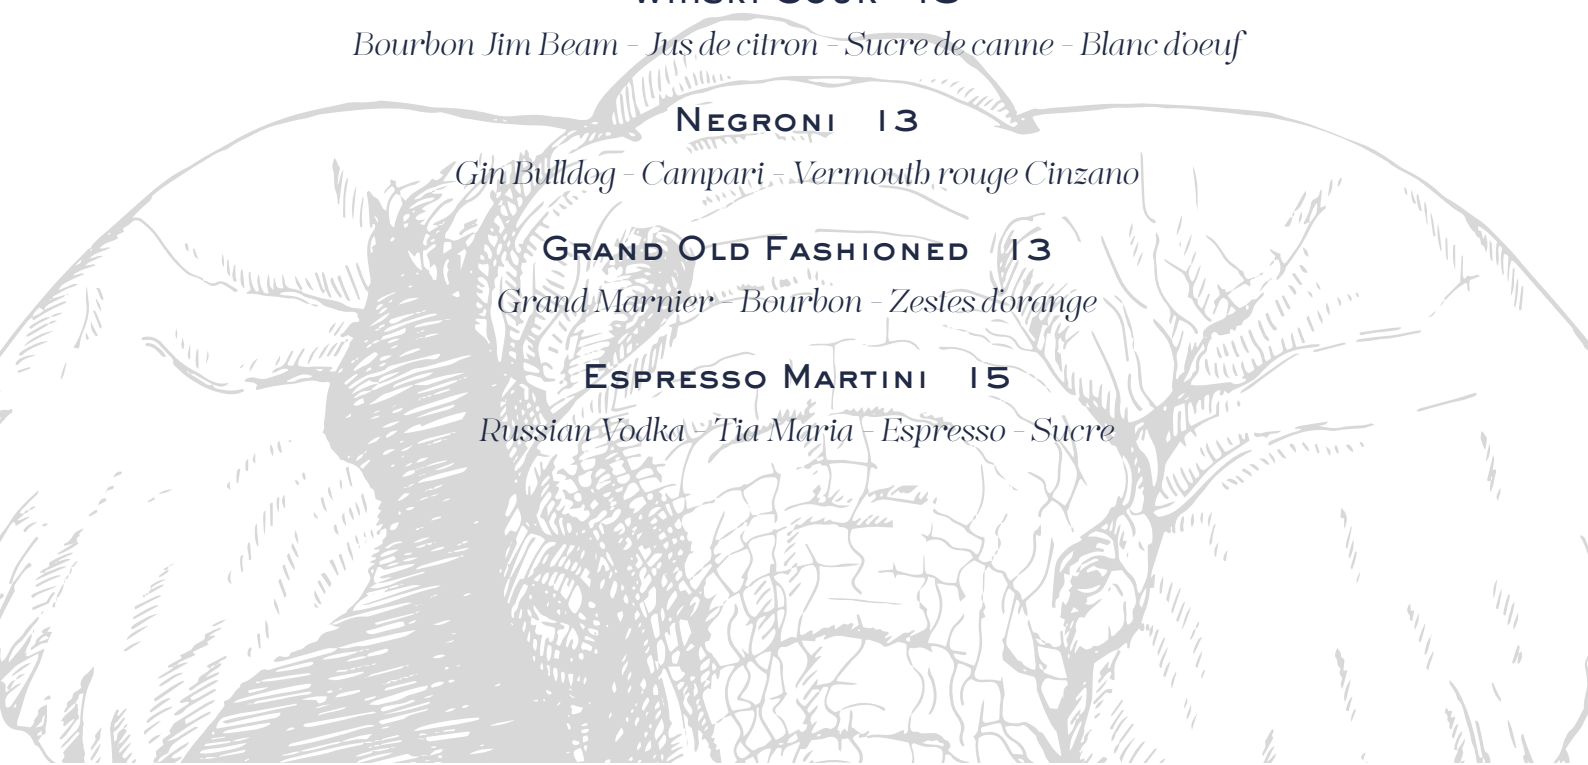 Bourbon Jim Beam - Jus de citron - Sucre de canne - Blanc d'oeuf
Negroni 13
Gin Bulldog - Campari - Vermouth rouge Cinzano
Grand Old Fashioned 13
Grand Marnier - Bourbon - Zestes d'orange
Espresso Martini 15
Russian Vodka - Tia Maria - Espresso - Sucre